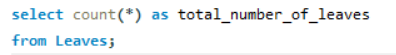 select count(*) as total_number_of_leaves
from Leaves;